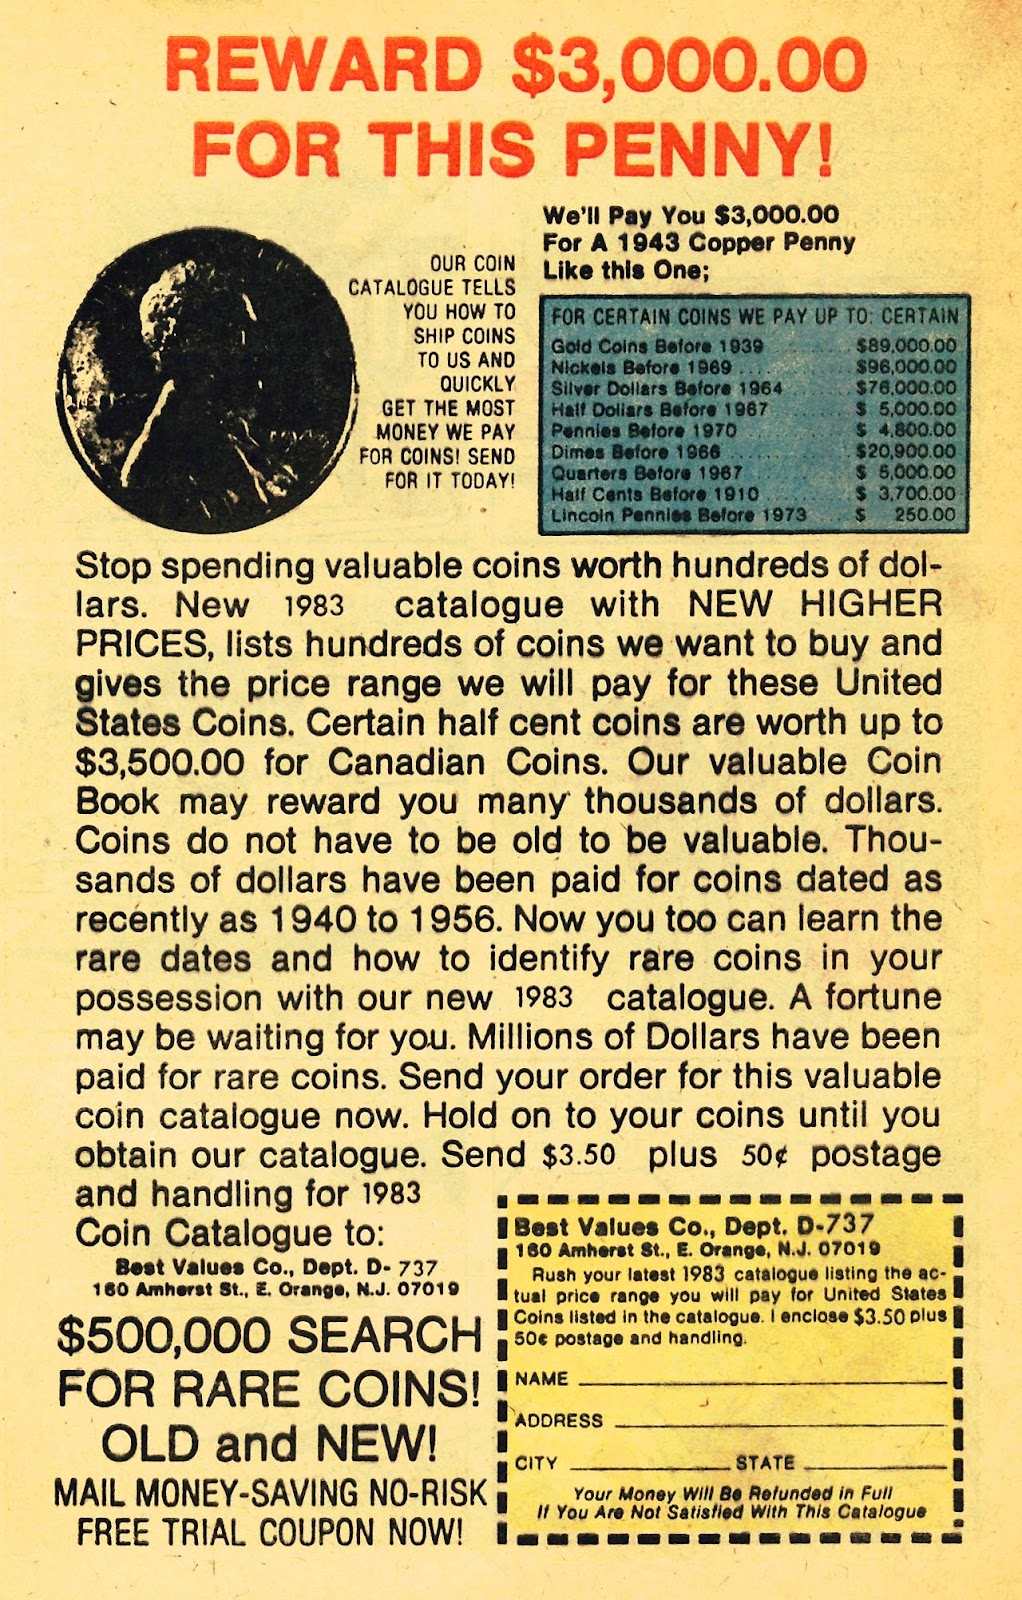 REWARD $3,000.00
FOR THIS PENNY!
OUR COIN
CATALOGUE TELLS
YOU HOW TO
SHIP COINS
TO US AND
QUICKLY
GET THE MOST
MONEY WE PAY
FOR COINS! SEND
FOR IT TODAY!
We'll Pay You $3,000.00
For A 1943 Copper Penny
Like this One;
FOR CERTAIN COINS WE PAY UP TO: CERTAIN
Gold Coins Before 1939 ........ $89,000.00
Nickels Before 1969 ........ $96,000.00
Silver Dollars Before 1964 ........ $76,000.00
Half Dollars Before 1967 ........ $ 5,000.00
Pennies Before 1970 ........ $ 4,800.00
Dimes Before 1966 ........ $20,900.00
Quarters Before 1967 ........ $ 5,000.00
Half Cents Before 1910 ........ $ 3,700.00
Lincoln Pennies Before 1973 .... $ 250.00
Stop spending valuable coins worth hundreds of dol-
lars. New 1983 catalogue with NEW HIGHER
PRICES, lists hundreds of coins we want to buy and
gives the price range we will pay for these United
States Coins. Certain half cent coins are worth up to
$3,500.00 for Canadian Coins. Our valuable Coin
Book may reward you many thousands of dollars.
Coins do not have to be old to be valuable. Thou-
sands of dollars have been paid for coins dated as
recently as 1940 to 1956. Now you too can learn the
rare dates and how to identify rare coins in your
possession with our new 1983 catalogue. A fortune
may be waiting for you. Millions of Dollars have been
paid for rare coins. Send your order for this valuable
coin catalogue now. Hold on to your coins until you
obtain our catalogue. Send $3.50 plus 50¢ postage
and handling for 1983
Coin Catalogue to:
Best Values Co., Dept. D- 737
160 Amherst St., E. Orange, N.J. 07019
$500,000 SEARCH
FOR RARE COINS!
OLD and NEW!
MAIL MONEY-SAVING NO-RISK
FREE TRIAL COUPON NOW!
Best Values Co., Dept. D-737
160 Amherst St., E. Orange, N.J. 07019
Rush your latest 1983 catalogue listing the ac-
tual price range you will pay for United States
Coins listed in the catalogue. I enclose $3.50 plus
50¢ postage and handling.
NAME
ADDRESS
CITY STATE
Your Money Will Be Refunded in Full
If You Are Not Satisfied With This Catalogue